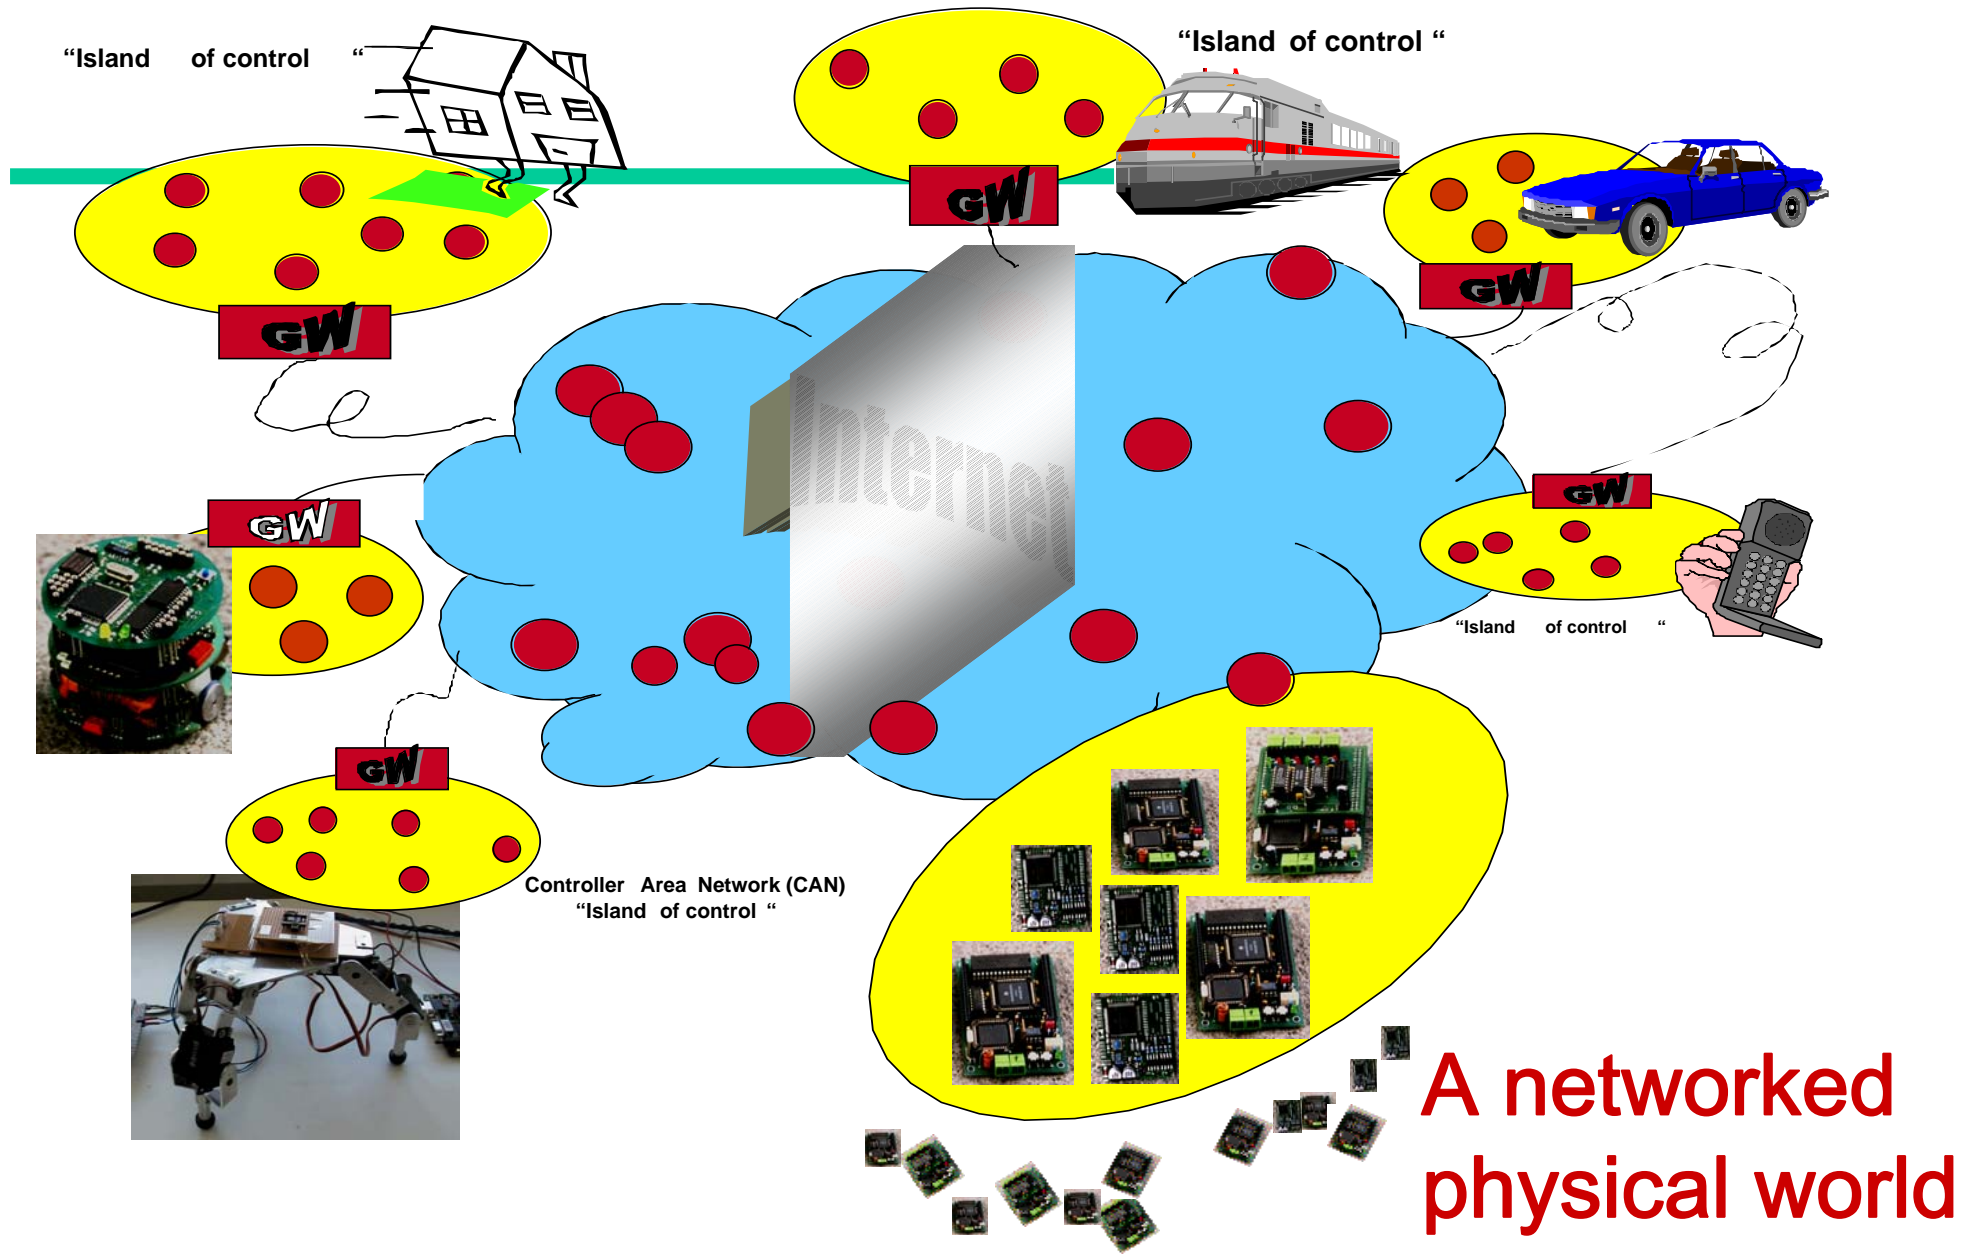 “Island of control “
“Island of control “
GW
GW
GW
Internet
GW
GW
“Island of control “
GW
Controller Area Network (CAN)
“Island of control “
A networked
physical world